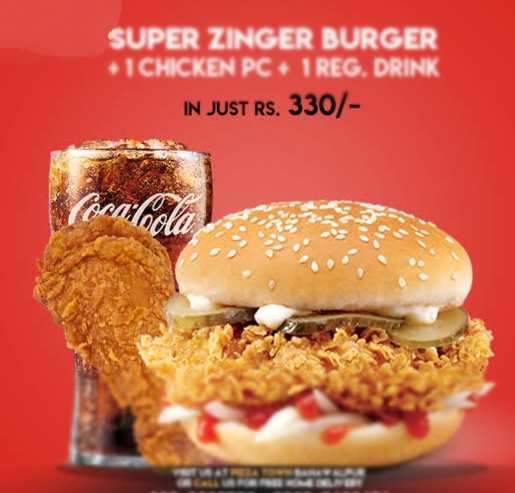 SUPER ZINGER BURGER
+ 1 CHICKEN PC + 1 REG. DRINK
IN JUST RS. 330/-
Coca-Cola
VISIT US AT PIZZA TOWN BAHAWALPUR
OR CALL US FOR FREE HOME DELIVERY